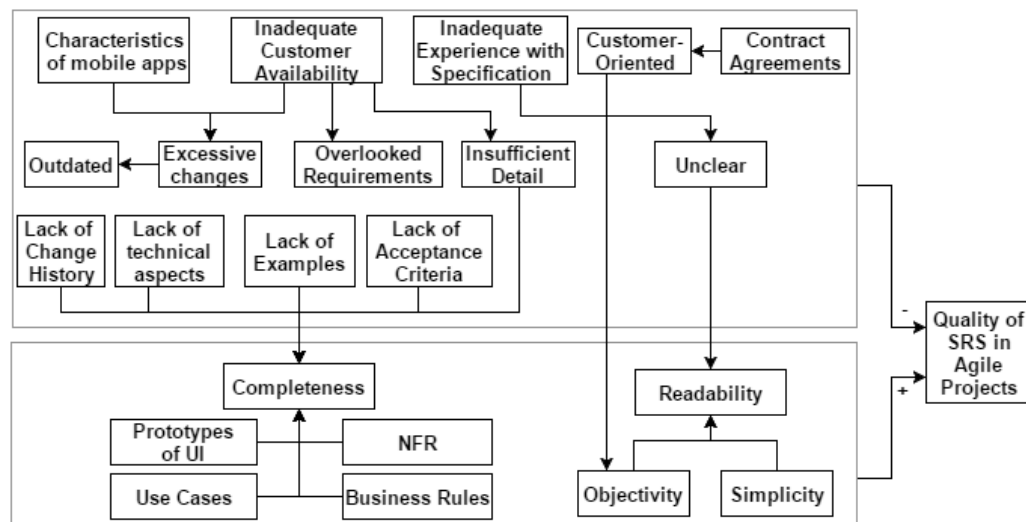 Characteristics
of mobile apps
Inadequate
Customer
Availability
Inadequate
Experience with
Specification
Customer-
Oriented
Contract
Agreements
Outdated
Excessive
changes
Overlooked
Requirements
Insufficient
Detail
Unclear
Lack of
Change
History
Lack of
technical
aspects
Lack of
Examples
Lack of
Acceptance
Criteria
-
Quality of
SRS in
Agile
Projects
+
Completeness
Readability
Prototypes
of UI
NFR
Use Cases
Business Rules
Objectivity
Simplicity